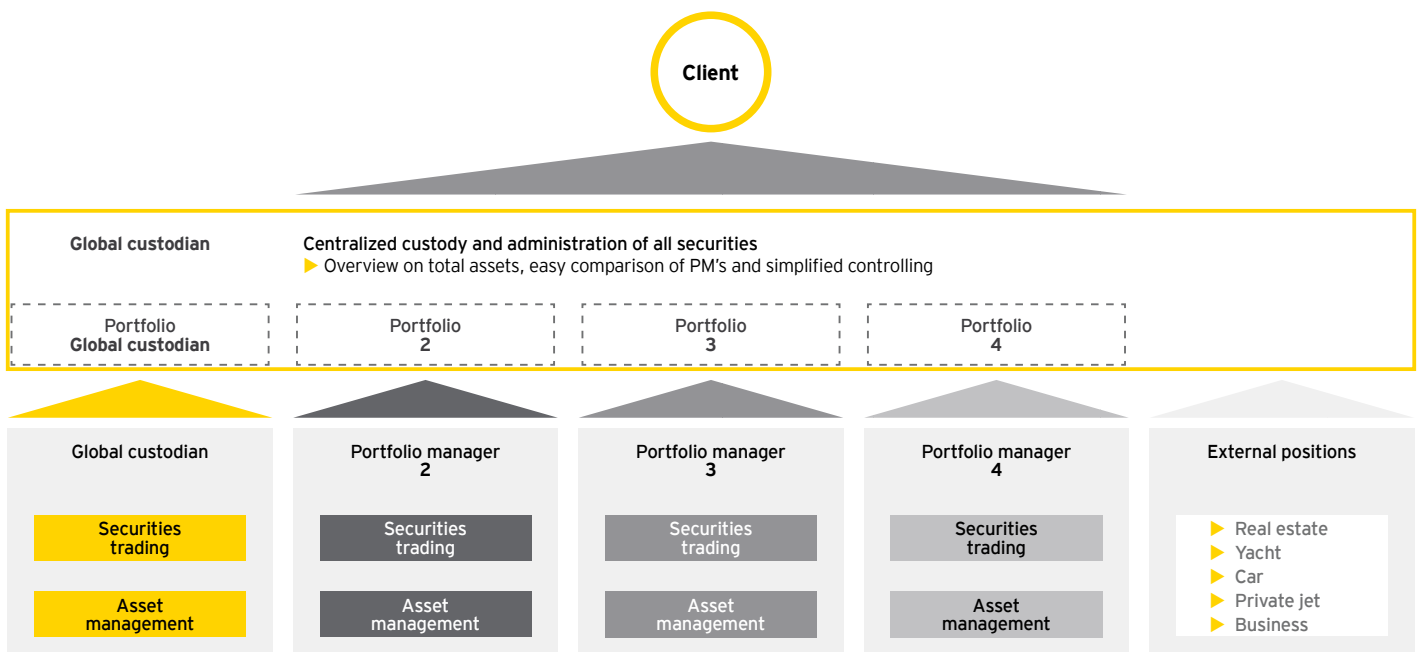 Client
Global custodian
Centralized custody and administration of all securities
Overview on total assets, easy comparison of PM's and simplified controlling
Portfolio
Global custodian
Portfolio
2
Portfolio
3
Portfolio
4
Global custodian
Securities
trading
Asset
management
Portfolio manager
2
Securities
trading
Asset
management
Portfolio manager
3
Securities
trading
Asset
management
Portfolio manager
4
Securities
trading
Asset
management
External positions
Real estate
Yacht
Car
Private jet
Business